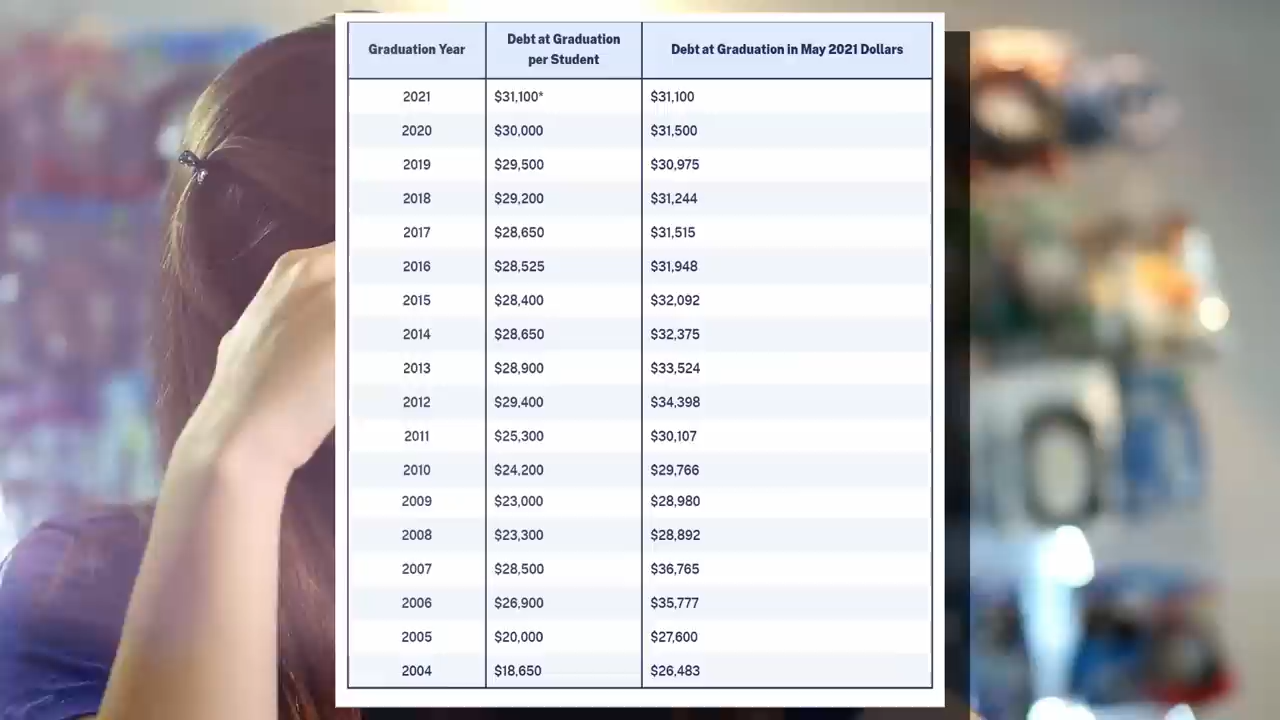 Graduation Year
Debt at Graduation
per Student
Debt at Graduation in May 2021 Dollars
2021 $31,100* $31,100
2020 $30,000 $31,500
2019 $29,500 $30,975
2018 $29,200 $31,244
2017 $28,650 $31,515
2016 $28,525 $31,948
2015 $28,400 $32,092
2014 $28,650 $32,375
2013 $28,900 $33,524
2012 $29,400 $34,398
2011 $25,300 $30,107
2010 $24,200 $29,766
2009 $23,000 $28,980
2008 $23,300 $28,892
2007 $28,500 $36,765
2006 $26,900 $35,777
2005 $20,000 $27,600
2004 $18,650 $26,483